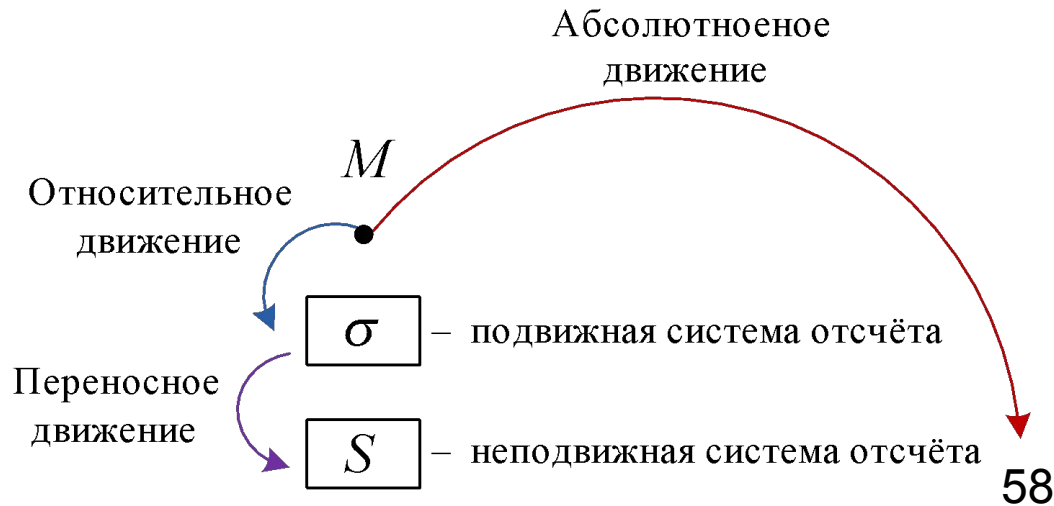 Абсолютноеное
движение
M
Относительное
движение
σ – подвижная система отсчёта
Переносное
движение
S – неподвижная система отсчёта
58